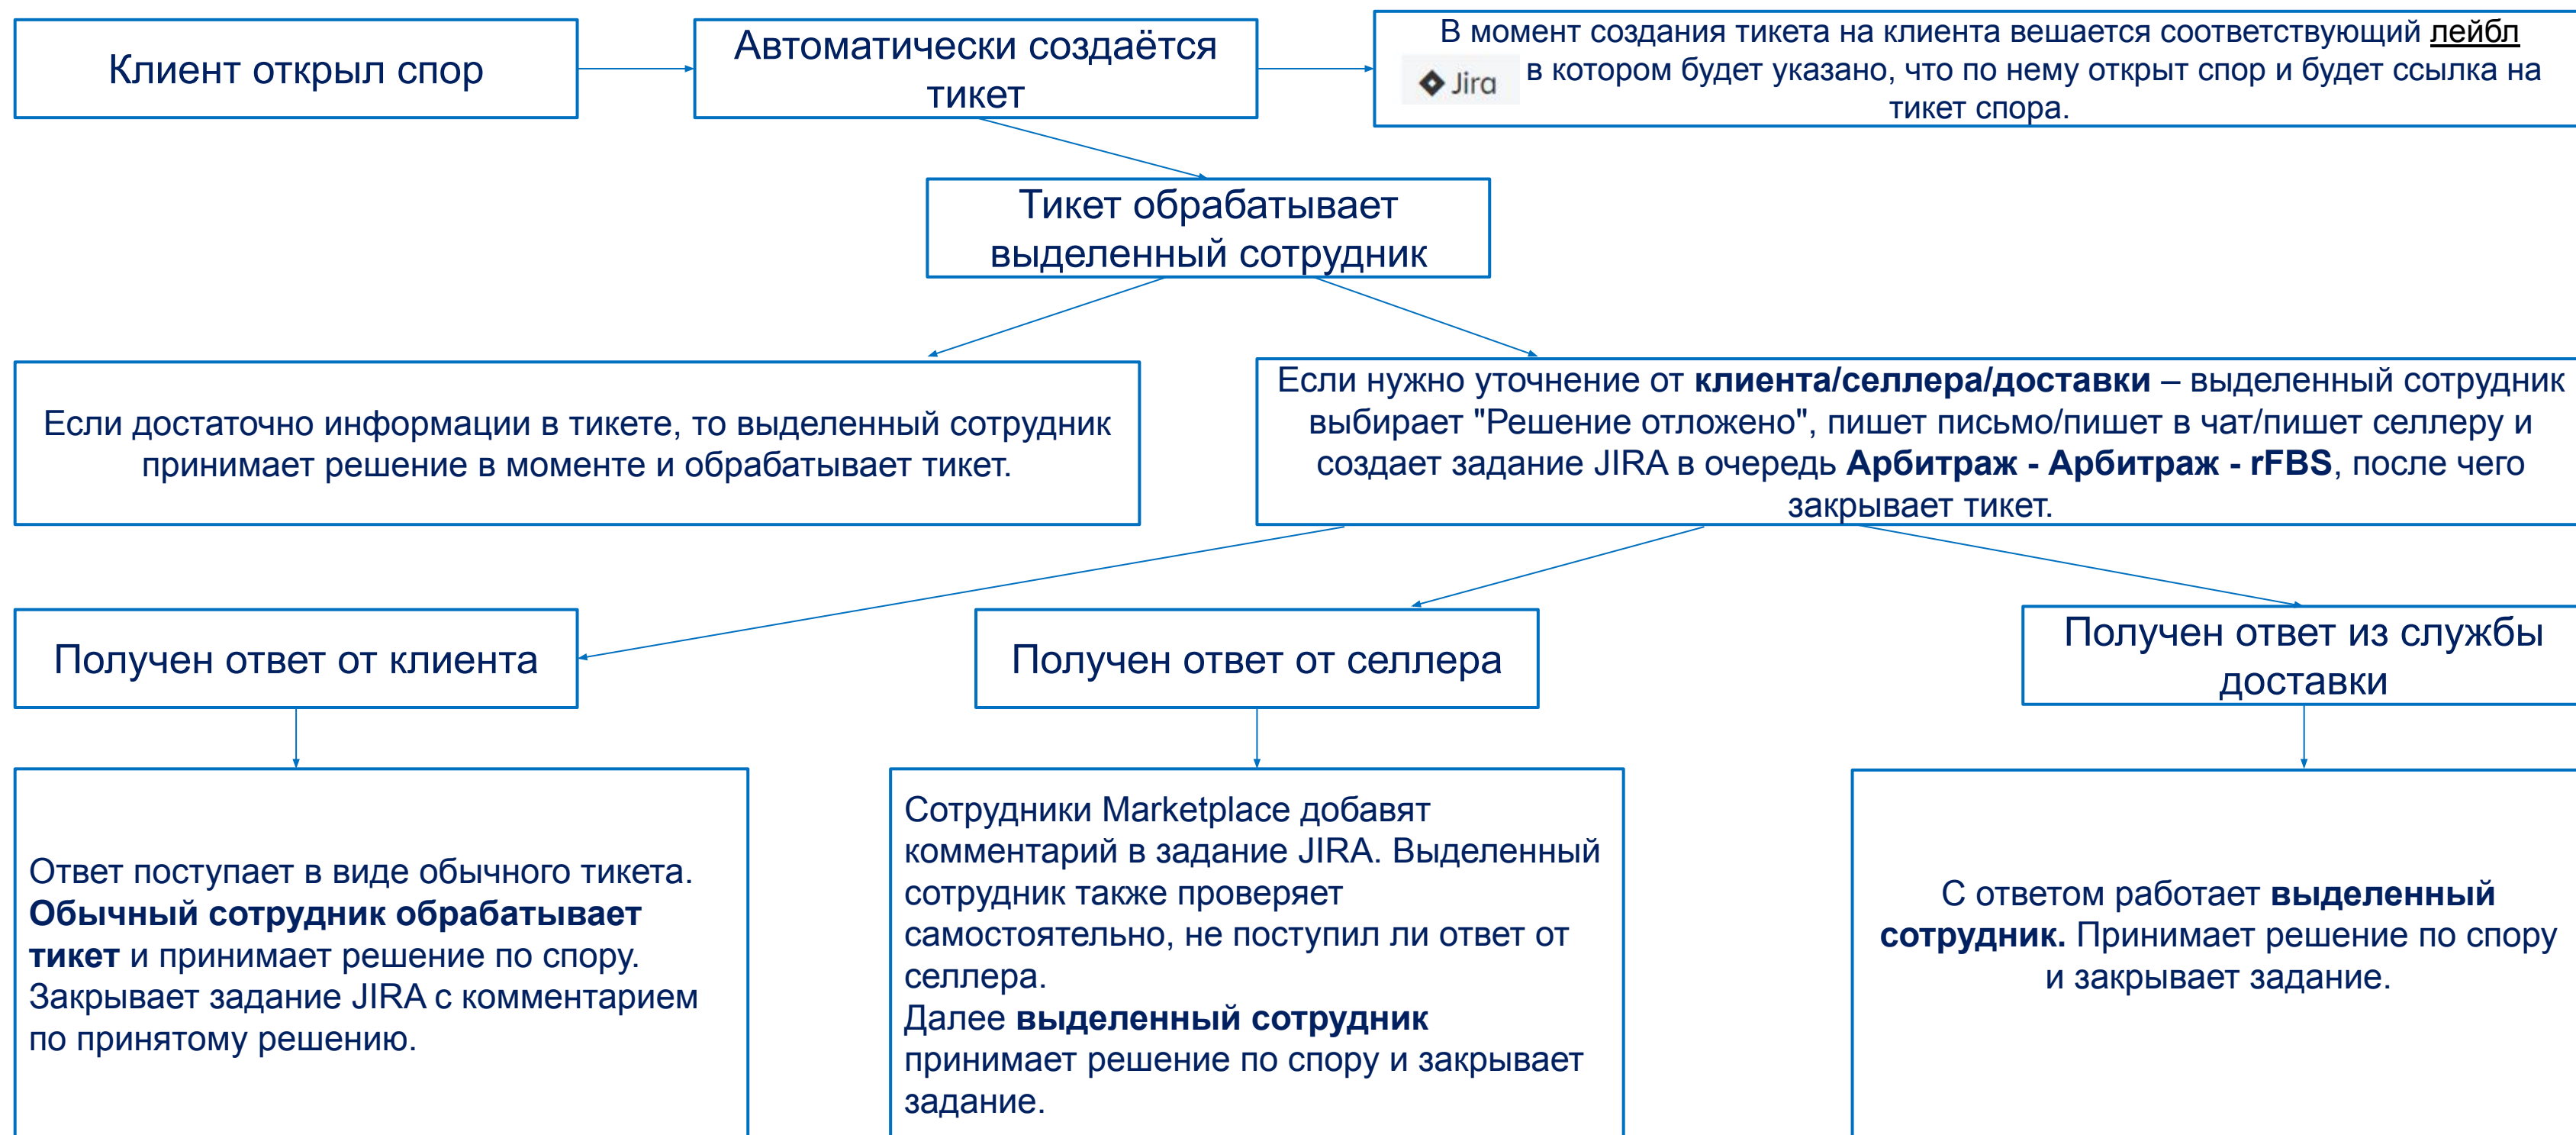 Клиент открыл спор
Автоматически создаётся
тикет
В момент создания тикета на клиента вешается соответствующий лейбл
Jira в котором будет указано, что по нему открыт спор и будет ссылка на
тикет спора.
Тикет обрабатывает
выделенный сотрудник
Если достаточно информации в тикете, то выделенный сотрудник
принимает решение в моменте и обрабатывает тикет.
Если нужно уточнение от клиента/селлера/доставки – выделенный сотрудник
выбирает "Решение отложено", пишет письмо/пишет в чат/пишет селлеру и
создает задание JIRA в очередь Арбитраж - Арбитраж - rFBS, после чего
закрывает тикет.
Получен ответ от клиента
Получен ответ от селлера
Получен ответ из службы
доставки
Ответ поступает в виде обычного тикета.
Обычный сотрудник обрабатывает
тикет и принимает решение по спору.
Закрывает задание JIRA с комментарием
по принятому решению.
Сотрудники Marketplace добавят
комментарий в задание JIRA. Выделенный
сотрудник также проверяет
самостоятельно, не поступил ли ответ от
селлера.
Далее выделенный сотрудник
принимает решение по спору и закрывает
задание.
С ответом работает выделенный
сотрудник. Принимает решение по спору
и закрывает задание.